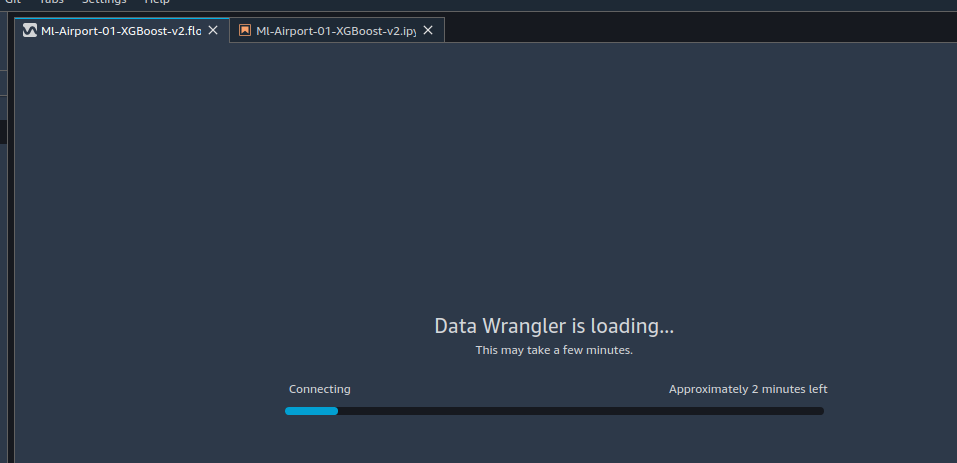 Git Tabs Settings Help
Ml-Airport-01-XGBoost-v2.flo Ml-Airport-01-XGBoost-v2.ipy
Data Wrangler is loading...
This may take a few minutes.
Connecting Approximately 2 minutes left